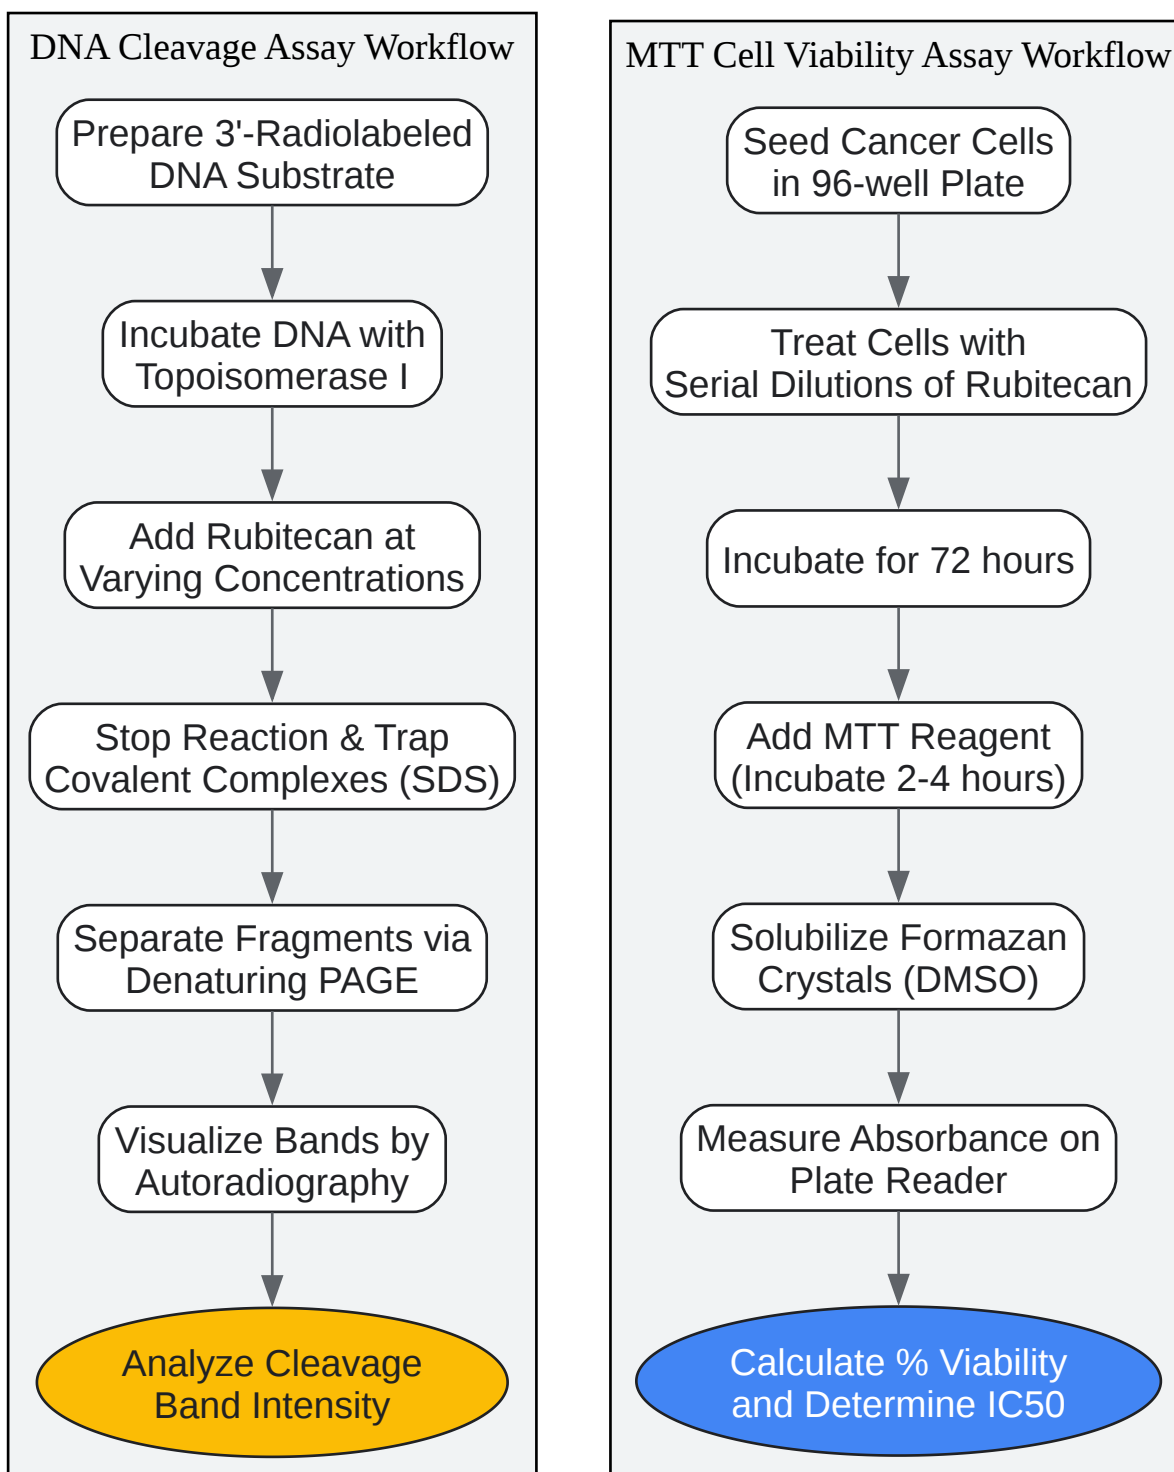 DNA Cleavage Assay Workflow
Prepare 3'-Radiolabeled
DNA Substrate
Incubate DNA with
Topoisomerase I
Add Rubitecan at
Varying Concentrations
Stop Reaction & Trap
Covalent Complexes (SDS)
Separate Fragments via
Denaturing PAGE
Visualize Bands by
Autoradiography
Analyze Cleavage
Band Intensity
MTT Cell Viability Assay Workflow
Seed Cancer Cells
in 96-well Plate
Treat Cells with
Serial Dilutions of Rubitecan
Incubate for 72 hours
Add MTT Reagent
(Incubate 2-4 hours)
Solubilize Formazan
Crystals (DMSO)
Measure Absorbance on
Plate Reader
Calculate % Viability
and Determine IC50